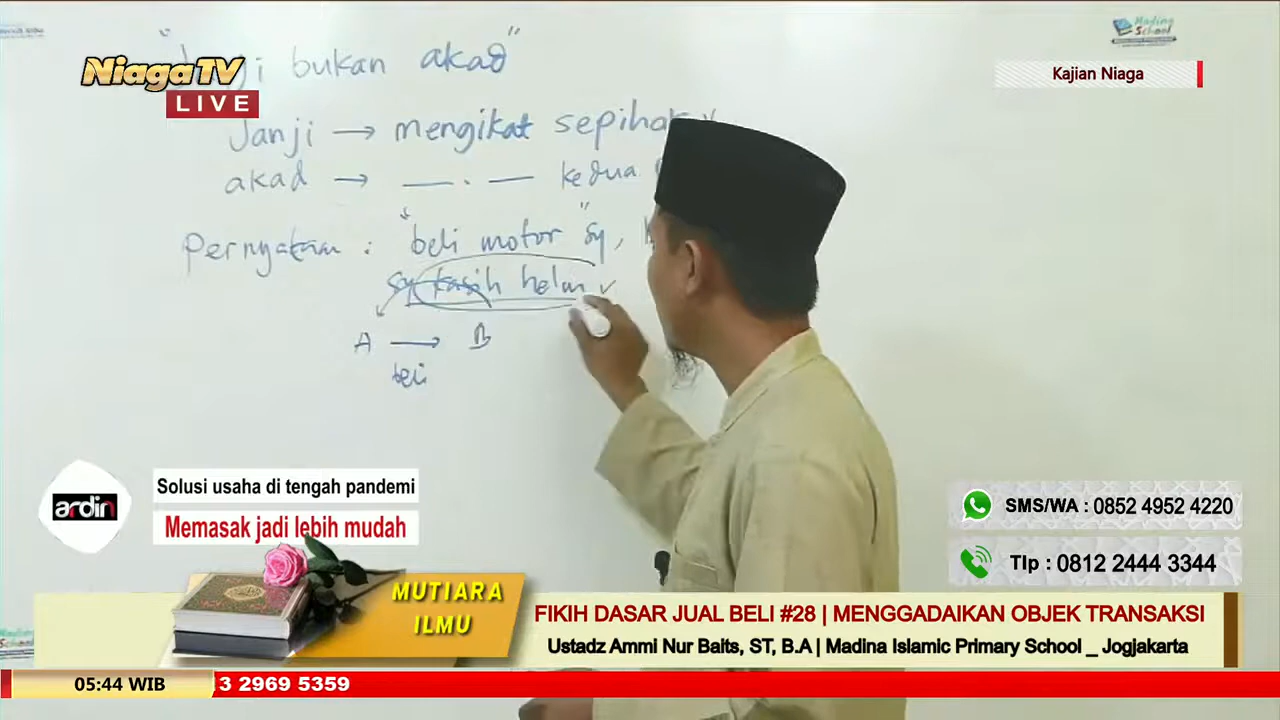 Madina School
Kajian Niaga
NiagaTV
LIVE
bukan akad"
Janji → mengikat sepihak
akad → kedua
Pernyataan : "beli motor" sy,
sy kasih helm
A → B
beli
ardin
Solusi usaha di tengah pandemi
Memasak jadi lebih mudah
SMS/WA : 0852 4952 4220
Tlp : 0812 2444 3344
MUTIARA
ILMU
FIKIH DASAR JUAL BELI #28 | MENGGADAIKAN OBJEK TRANSAKSI
Ustadz Ammi Nur Baits, ST, B.A | Madina Islamic Primary School _ Jogjakarta
05:44 WIB
3 2969 5359